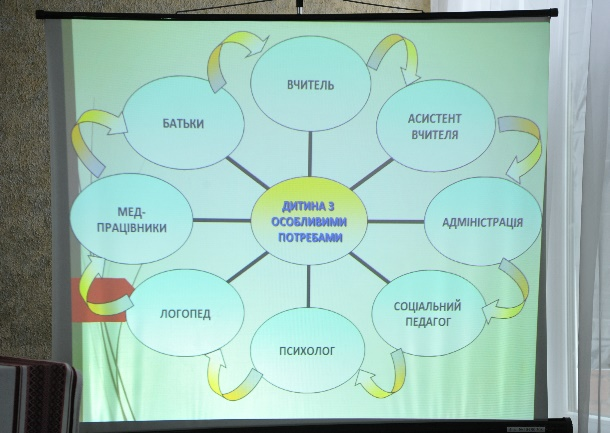 ВЧИТЕЛЬ
АСИСТЕНТ
ВЧИТЕЛЯ
АДМІНІСТРАЦІЯ
СОЦІАЛЬНИЙ
ПЕДАГОГ
ПСИХОЛОГ
ЛОГОПЕД
МЕД-
ПРАЦІВНИКИ
БАТЬКИ
ДИТИНА З
ОСОБЛИВИМИ
ПОТРЕБАМИ